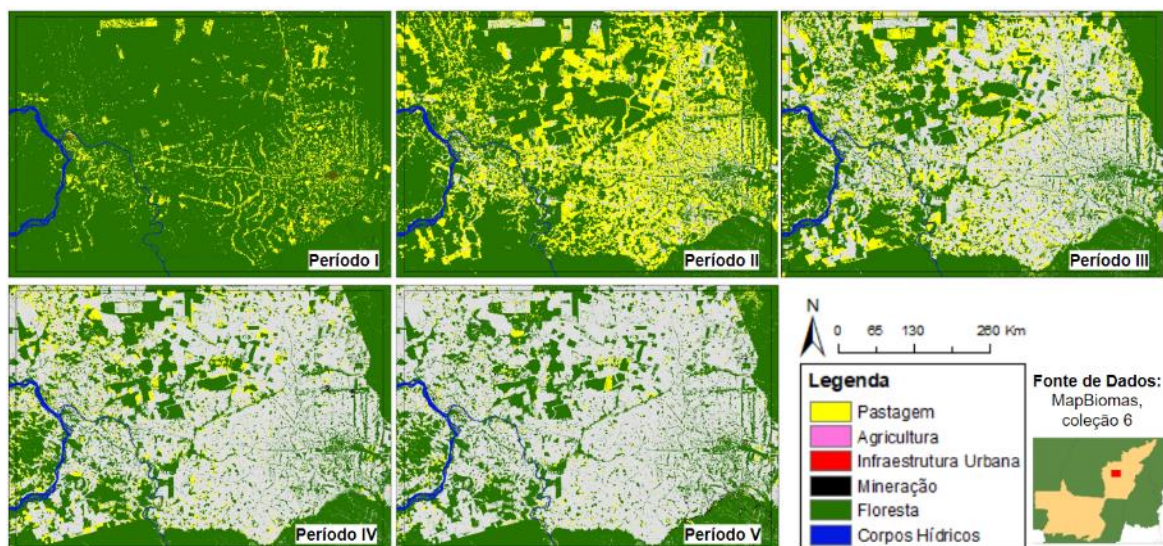 Período I
Período II
Período III
Período IV
Período V
N
0 65 130 260 Km
Legenda
Pastagem
Agricultura
Infraestrutura Urbana
Mineração
Floresta
Corpos Hídricos
Fonte de Dados:
MapBiomas,
coleção 6